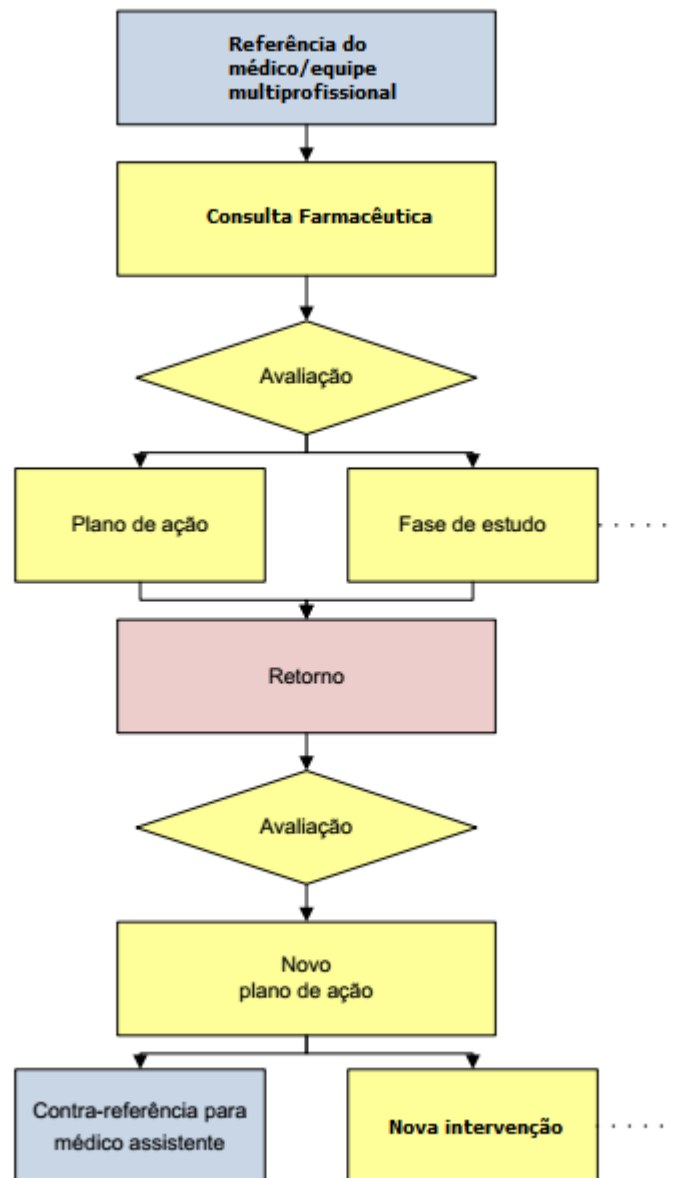 Referência do
médico/equipe
multiprofissional
Consulta Farmacêutica
Avaliação
Plano de ação
Fase de estudo
Retorno
Avaliação
Novo
plano de ação
Contra-referência para
médico assistente
Nova intervenção